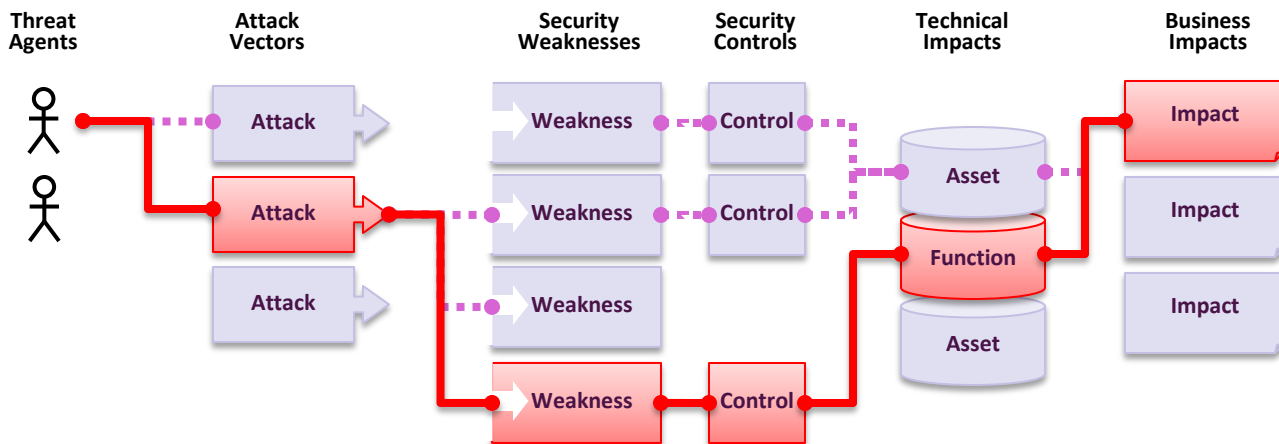 Threat Agents
Attack Vectors
Security Weaknesses
Security Controls
Technical Impacts
Business Impacts
Attack
Weakness
Control
Impact
Asset
Attack
Weakness
Control
Impact
Function
Attack
Weakness
Impact
Asset
Weakness
Control